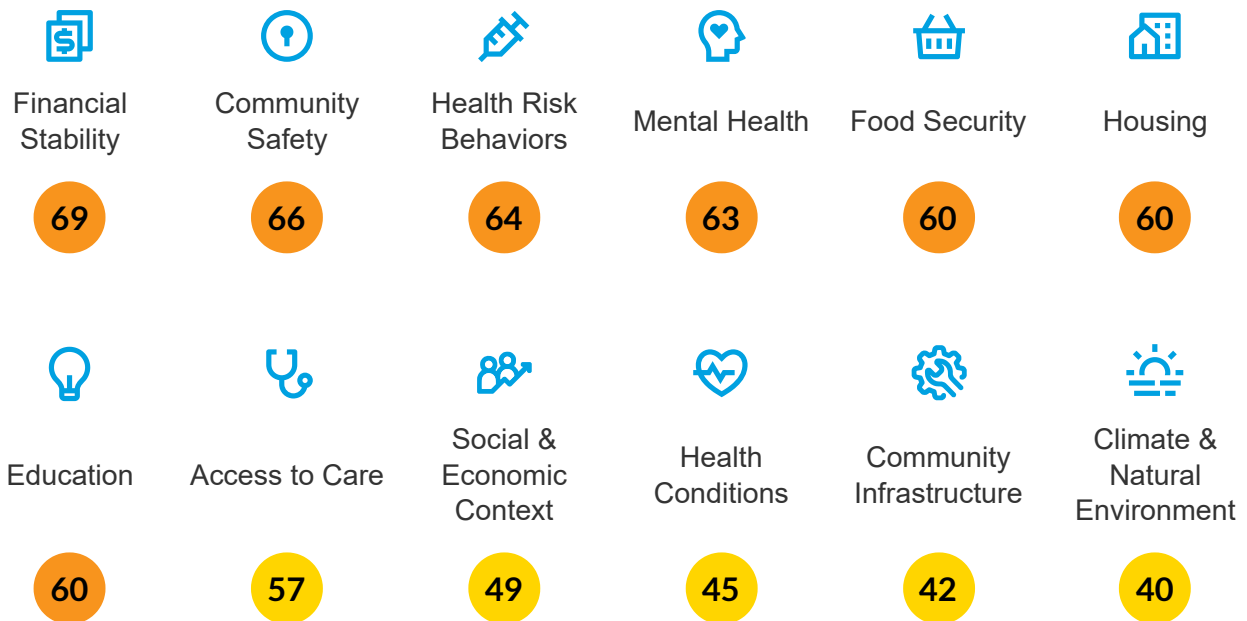 Financial
Stability
Community
Safety
Health Risk
Behaviors
Mental Health
Food Security
Housing
69
66
64
63
60
60
Education
Access to Care
Social &
Economic
Context
Health
Conditions
Community
Infrastructure
Climate &
Natural
Environment
60
57
49
45
42
40